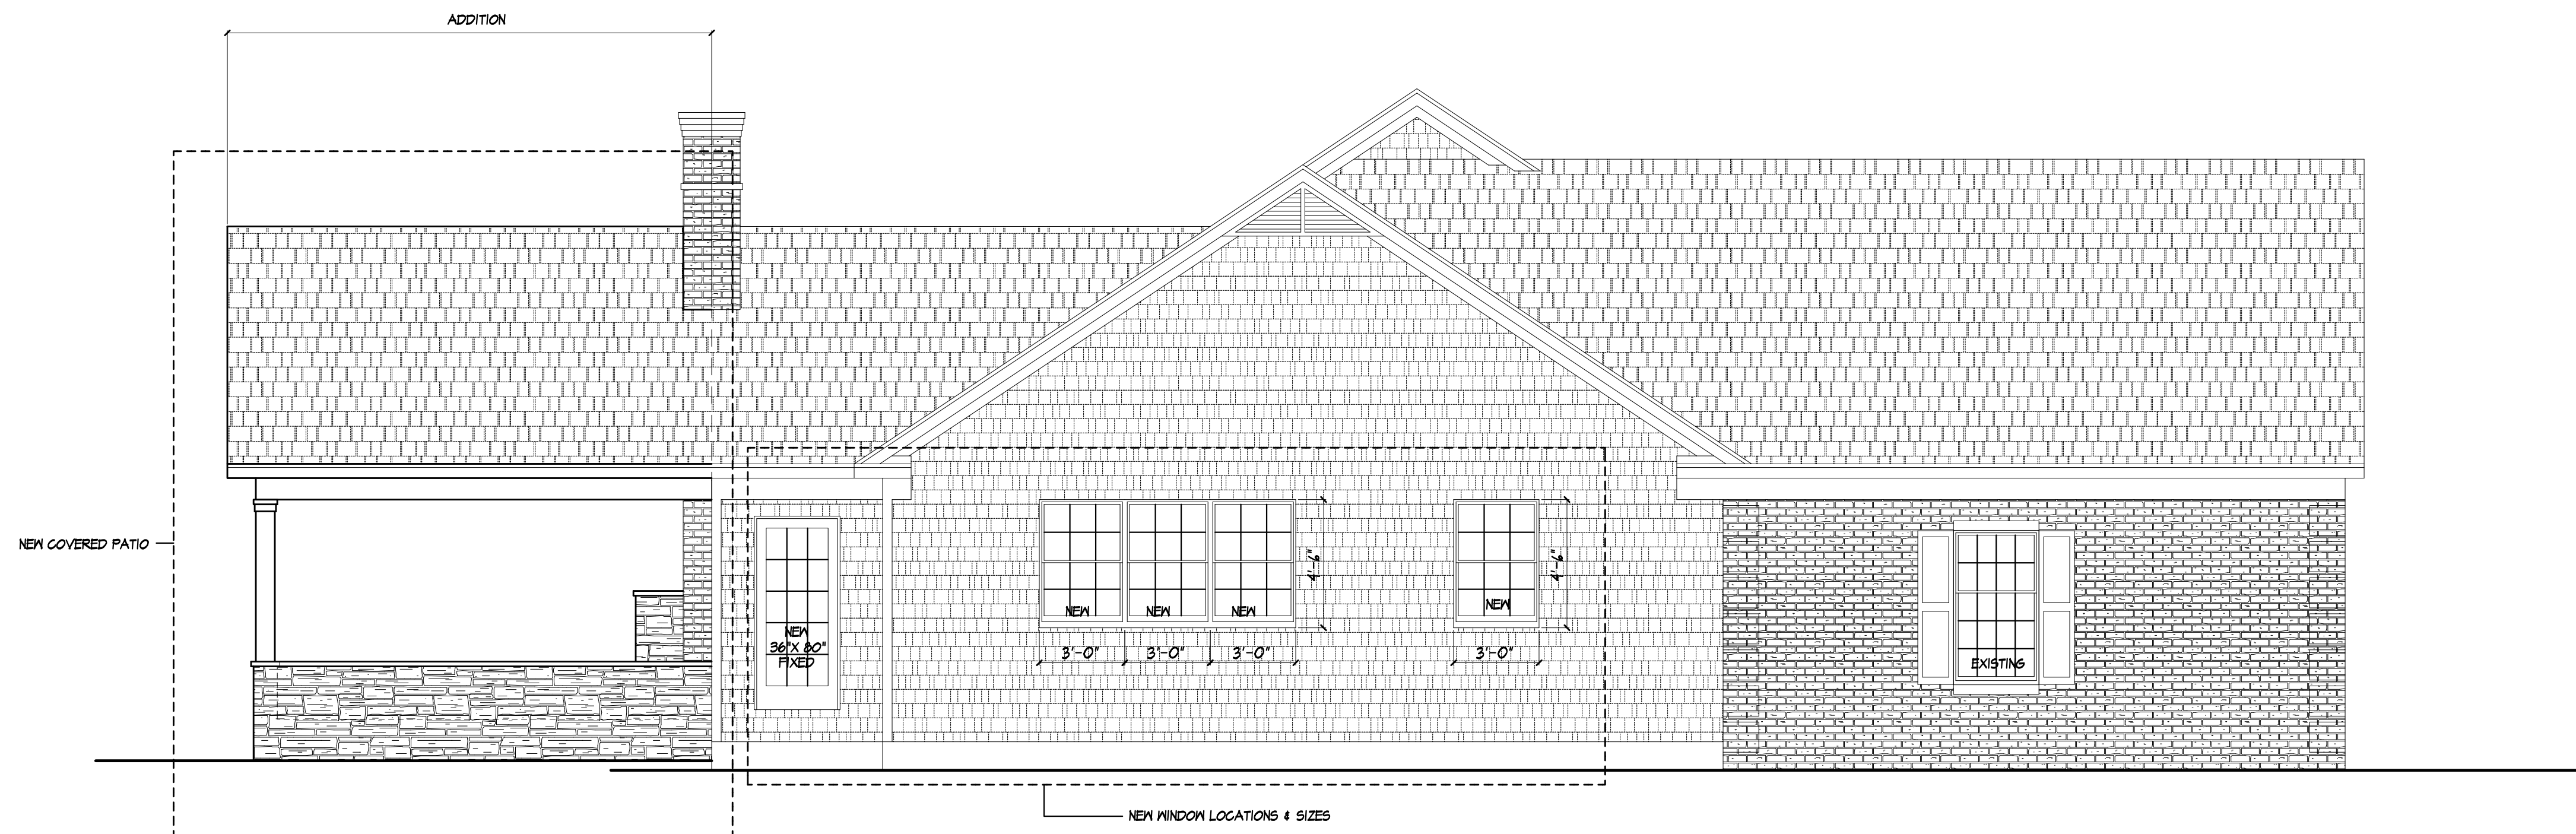 ADDITION
NEW COVERED PATIO
NEW
36"X 80"
FIXED
NEW
NEW
NEW
4'-6"
NEW
4'-6"
3'-0"
3'-0"
3'-0"
3'-0"
EXISTING
NEW WINDOW LOCATIONS & SIZES